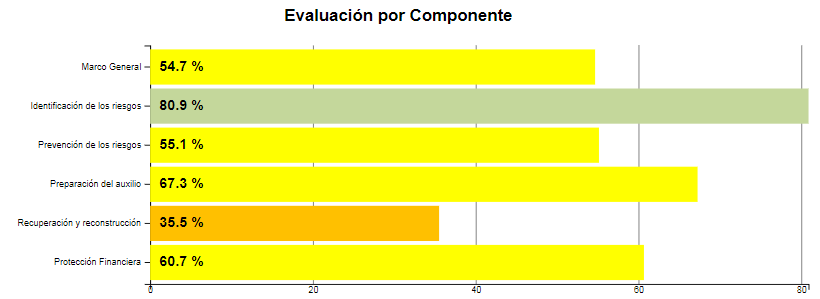 Evaluación por Componente
Marco General 54.7 %
Identificación de los riesgos 80.9 %
Prevención de los riesgos 55.1 %
Preparación del auxilio 67.3 %
Recuperación y reconstrucción 35.5 %
Protección Financiera 60.7 %
0 20 40 60 80